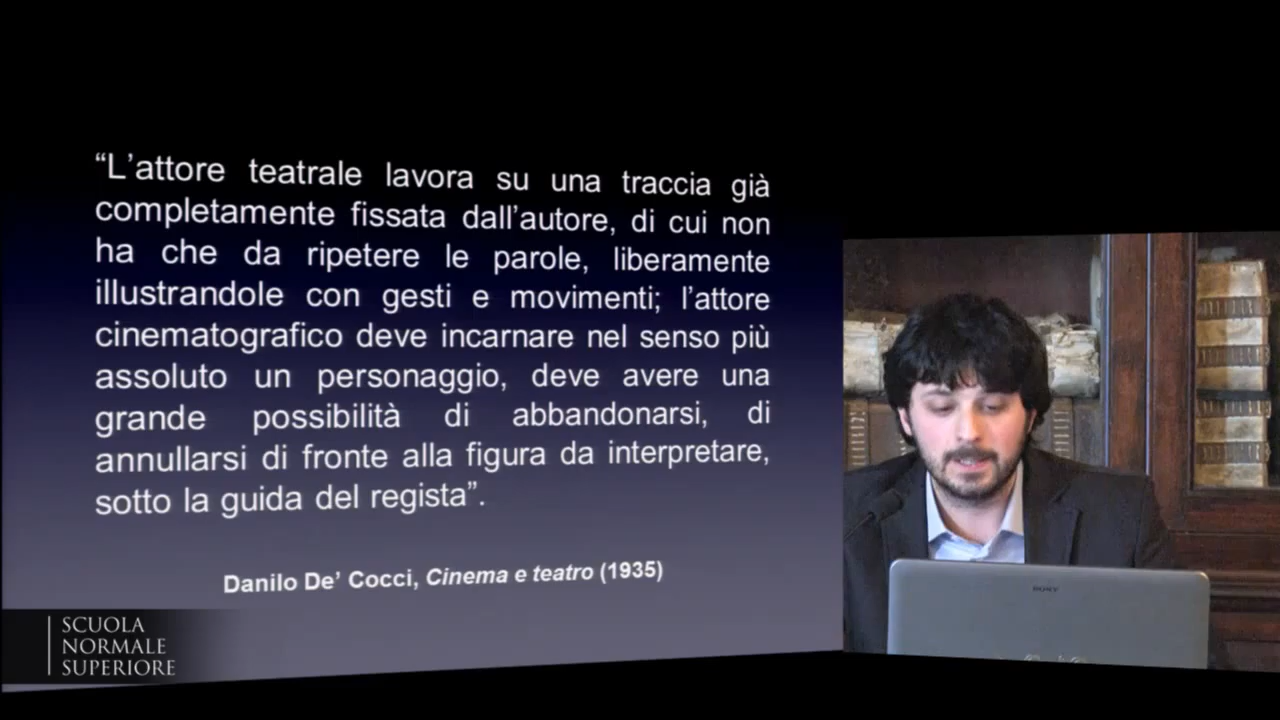 “L’attore teatrale lavora su una traccia già
completamente fissata dall’autore, di cui non
ha che da ripetere le parole, liberamente
illustrandole con gesti e movimenti; l’attore
cinematografico deve incarnare nel senso più
assoluto un personaggio, deve avere una
grande possibilità di abbandonarsi, di
annullarsi di fronte alla figura da interpretare,
sotto la guida del regista”.
Danilo De’ Cocci, Cinema e teatro (1935)
SCUOLA
NORMALE
SUPERIORE
SONY